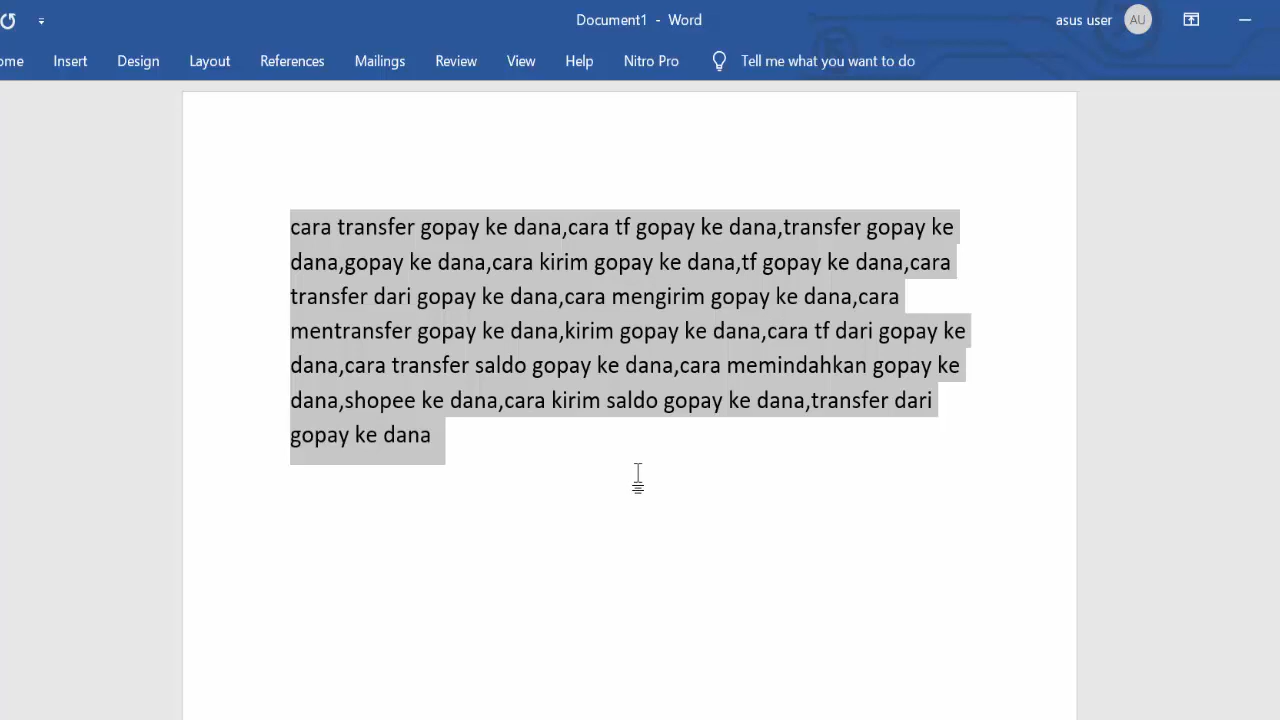 Document1 - Word
asus user AU
ome Insert Design Layout References Mailings Review View Help Nitro Pro Tell me what you want to do
cara transfer gopay ke dana,cara tf gopay ke dana,transfer gopay ke
dana,gopay ke dana,cara kirim gopay ke dana,tf gopay ke dana,cara
transfer dari gopay ke dana,cara mengirim gopay ke dana,cara
mentransfer gopay ke dana,kirim gopay ke dana,cara tf dari gopay ke
dana,cara transfer saldo gopay ke dana,cara memindahkan gopay ke
dana,shopee ke dana,cara kirim saldo gopay ke dana,transfer dari
gopay ke dana